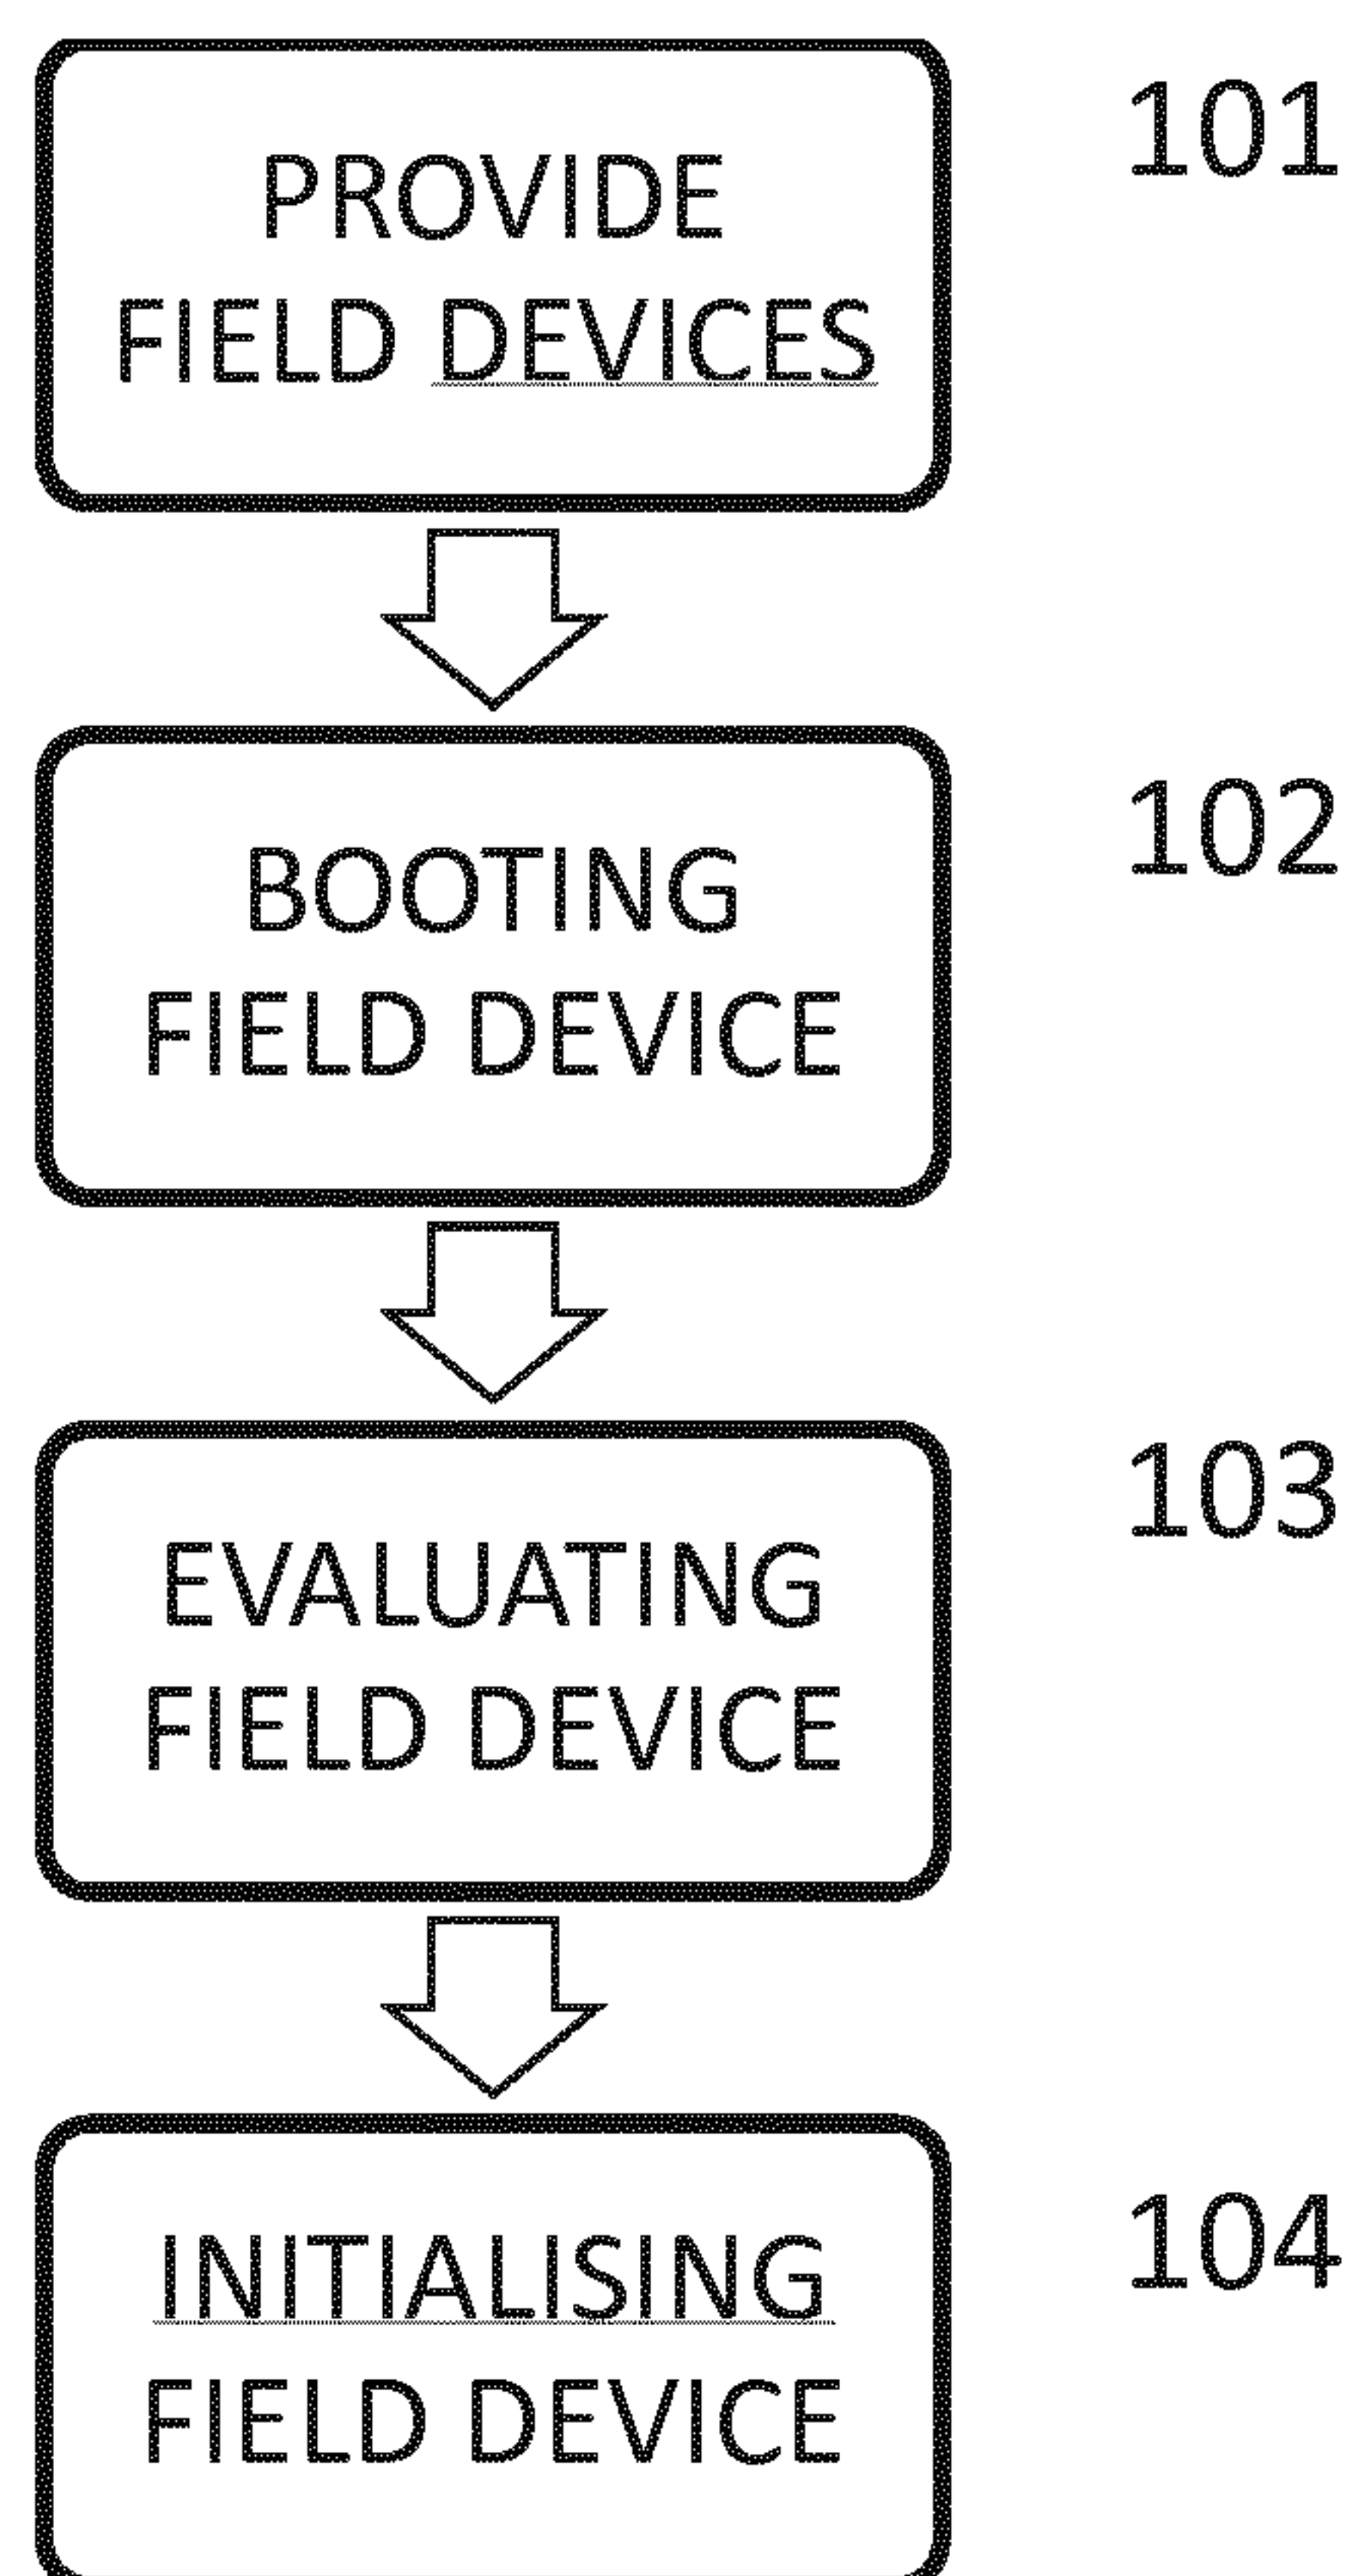 PROVIDE
FIELD DEVICES
101
BOOTING
FIELD DEVICE
102
EVALUATING
FIELD DEVICE
103
INITIALISING
FIELD DEVICE
104